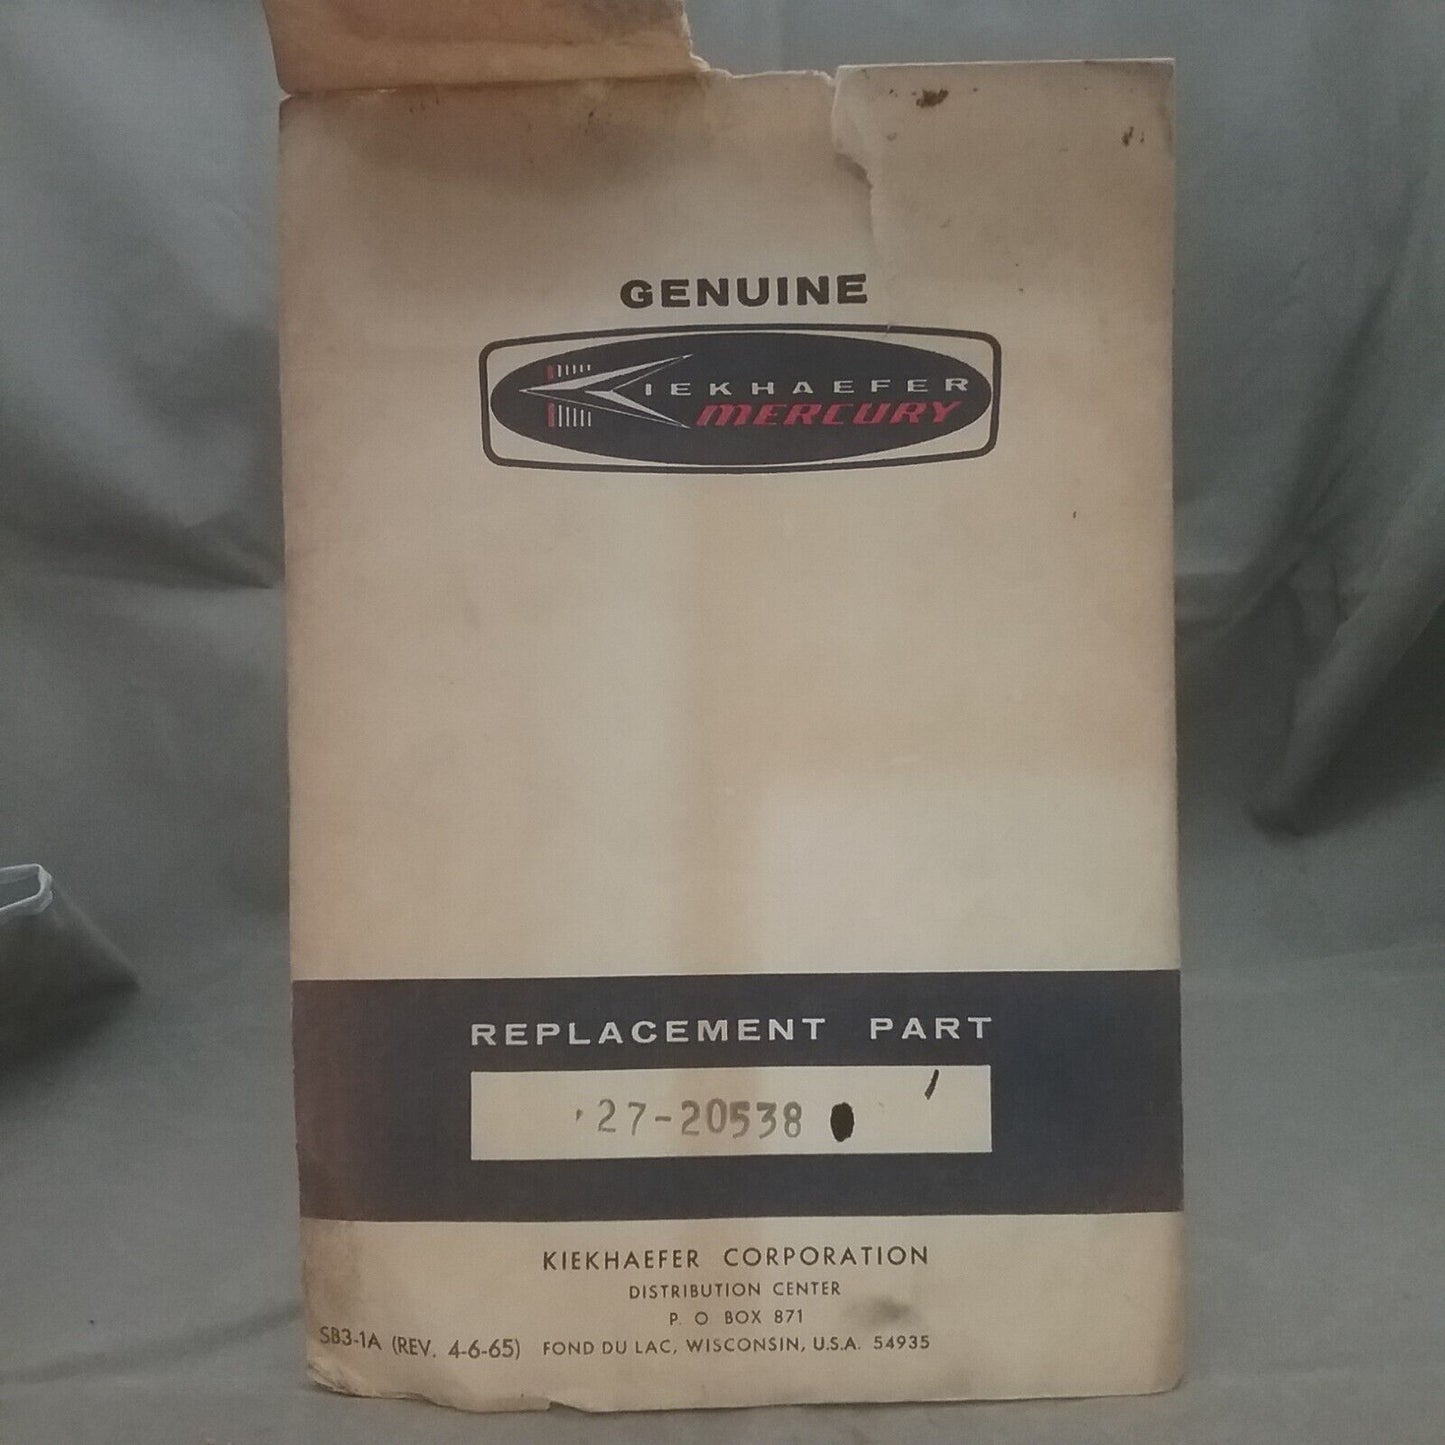 GENUINE
KIEKHAEFER
MERCURY
REPLACEMENT PART
27-20538
KIEKHAEFER CORPORATION
DISTRIBUTION CENTER
P. O BOX 871
SB3-1A (REV. 4-6-65) FOND DU LAC, WISCONSIN, U.S.A. 54935